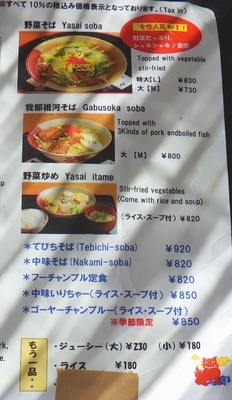 ※すべて 10%の税込み価格表示となっております。(Tax in)
野菜そば Yasai soba
女性人気No1!
野菜たっぷり、
シャキシャキ♪食感
Topped with vegetable
stir-fried
特大【L】 ¥830
大【M】 ¥730
我部祖河そば Gabusoka soba
Topped with
3Kinds of pork andboiled fish
大【M】 ¥800
野菜炒め Yasai itame
Stir-fried vegetables
(Come with rice and soup)
(ライス・スープ付) ¥820
＊てびちそば(Tebichi-soba) ¥920
＊中味そば(Nakami-soba) ¥820
＊フーチャンプル定食 ¥820
＊中味いりちゃー(ライス・スープ付) ¥850
＊ゴーヤーチャンプルー(ライス・スープ付)
※季節限定 ¥850
もう一品・・
・ジューシー(大)¥230 (小)¥180
・ライス ¥180
¥180